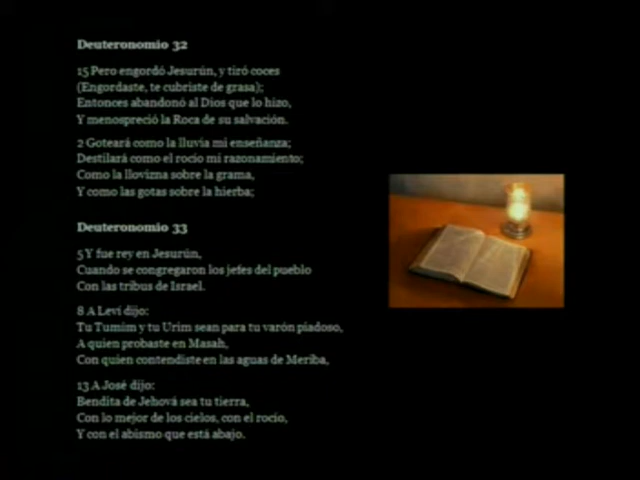 Deuteronomio 32
15 Pero engordó Jesurún, y tiró coces
(Engordaste, te cubriste de grasa);
Entonces abandonó al Dios que lo hizo,
Y menospreció la Roca de su salvación.
2 Goteará como la lluvia mi enseñanza;
Destilará como el rocío mi razonamiento;
Como la llovizna sobre la grama,
Y como las gotas sobre la hierba;
Deuteronomio 33
5 Y fue rey en Jesurún,
Cuando se congregaron los jefes del pueblo
Con las tribus de Israel.
8 A Leví dijo:
Tu Tumim y tu Urim sean para tu varón piadoso,
A quien probaste en Masah,
Con quien contendiste en las aguas de Meriba,
13 A José dijo:
Bendita de Jehová sea tu tierra,
Con lo mejor de los cielos, con el rocío,
Y con el abismo que está abajo.